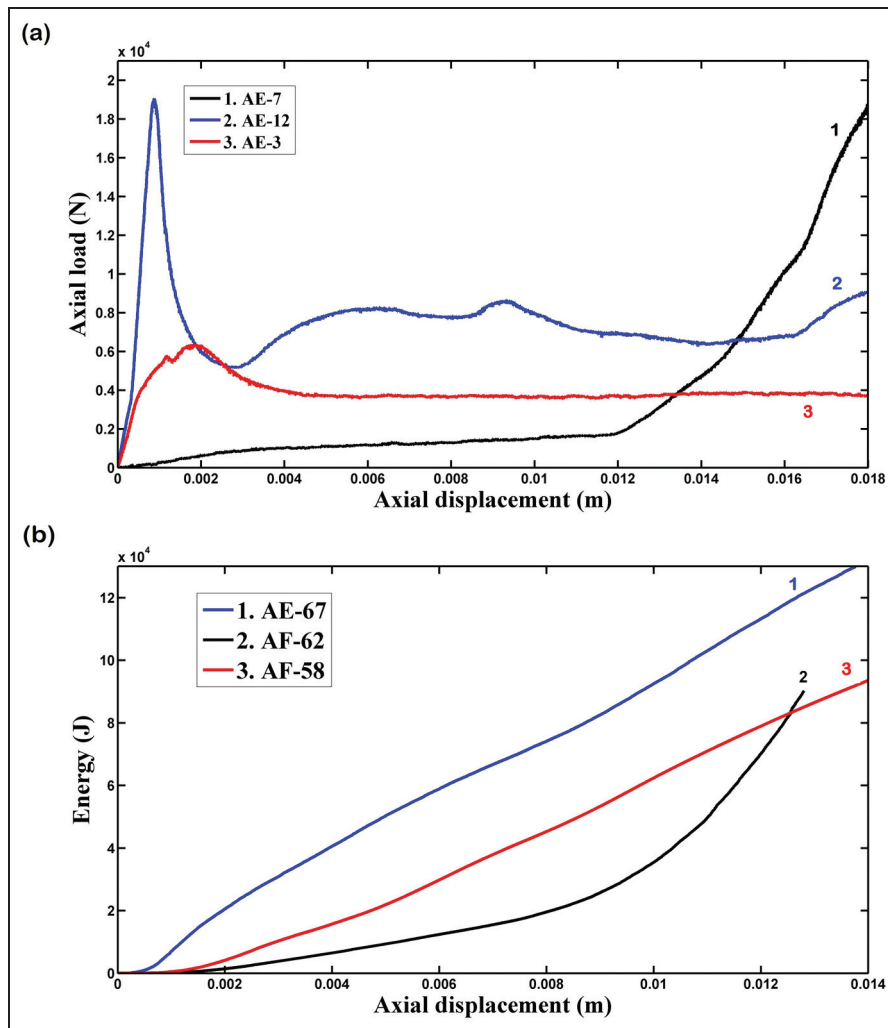 (a)
x 10⁴
2
1.8
1.6
1.4
1.2
1
0.8
0.6
0.4
0.2
0
Axial load (N)
1. AE-7
2. AE-12
3. AE-3
1
2
3
0 0.002 0.004 0.006 0.008 0.01 0.012 0.014 0.016 0.018
Axial displacement (m)
(b)
x 10⁴
12
10
8
6
4
2
0
Energy (J)
1. AE-67
2. AF-62
3. AF-58
1
2
3
0 0.002 0.004 0.006 0.008 0.01 0.012 0.014
Axial displacement (m)